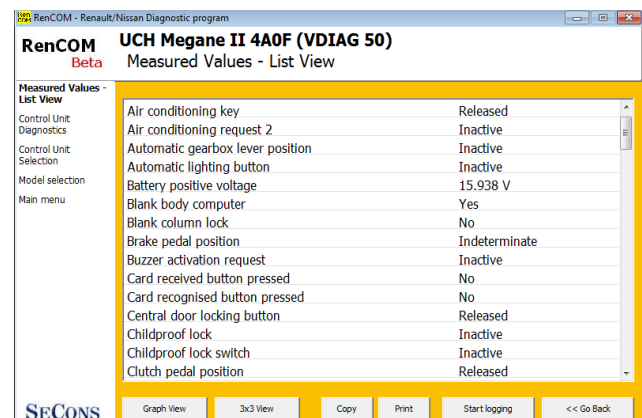 Ren
COM
RenCOM - Renault/Nissan Diagnostic program
RenCOM
Beta
UCH Megane II 4A0F (VDIAG 50)
Measured Values - List View
Measured Values -
List View
Control Unit
Diagnostics
Control Unit
Selection
Model selection
Main menu
Air conditioning key Released
Air conditioning request 2 Inactive
Automatic gearbox lever position Inactive
Automatic lighting button Inactive
Battery positive voltage 15.938 V
Blank body computer Yes
Blank column lock No
Brake pedal position Indeterminate
Buzzer activation request Inactive
Card received button pressed No
Card recognised button pressed No
Central door locking button Released
Childproof lock Inactive
Childproof lock switch Inactive
Clutch pedal position Released
SECONS
Graph View 3x3 View Copy Print Start logging << Go Back